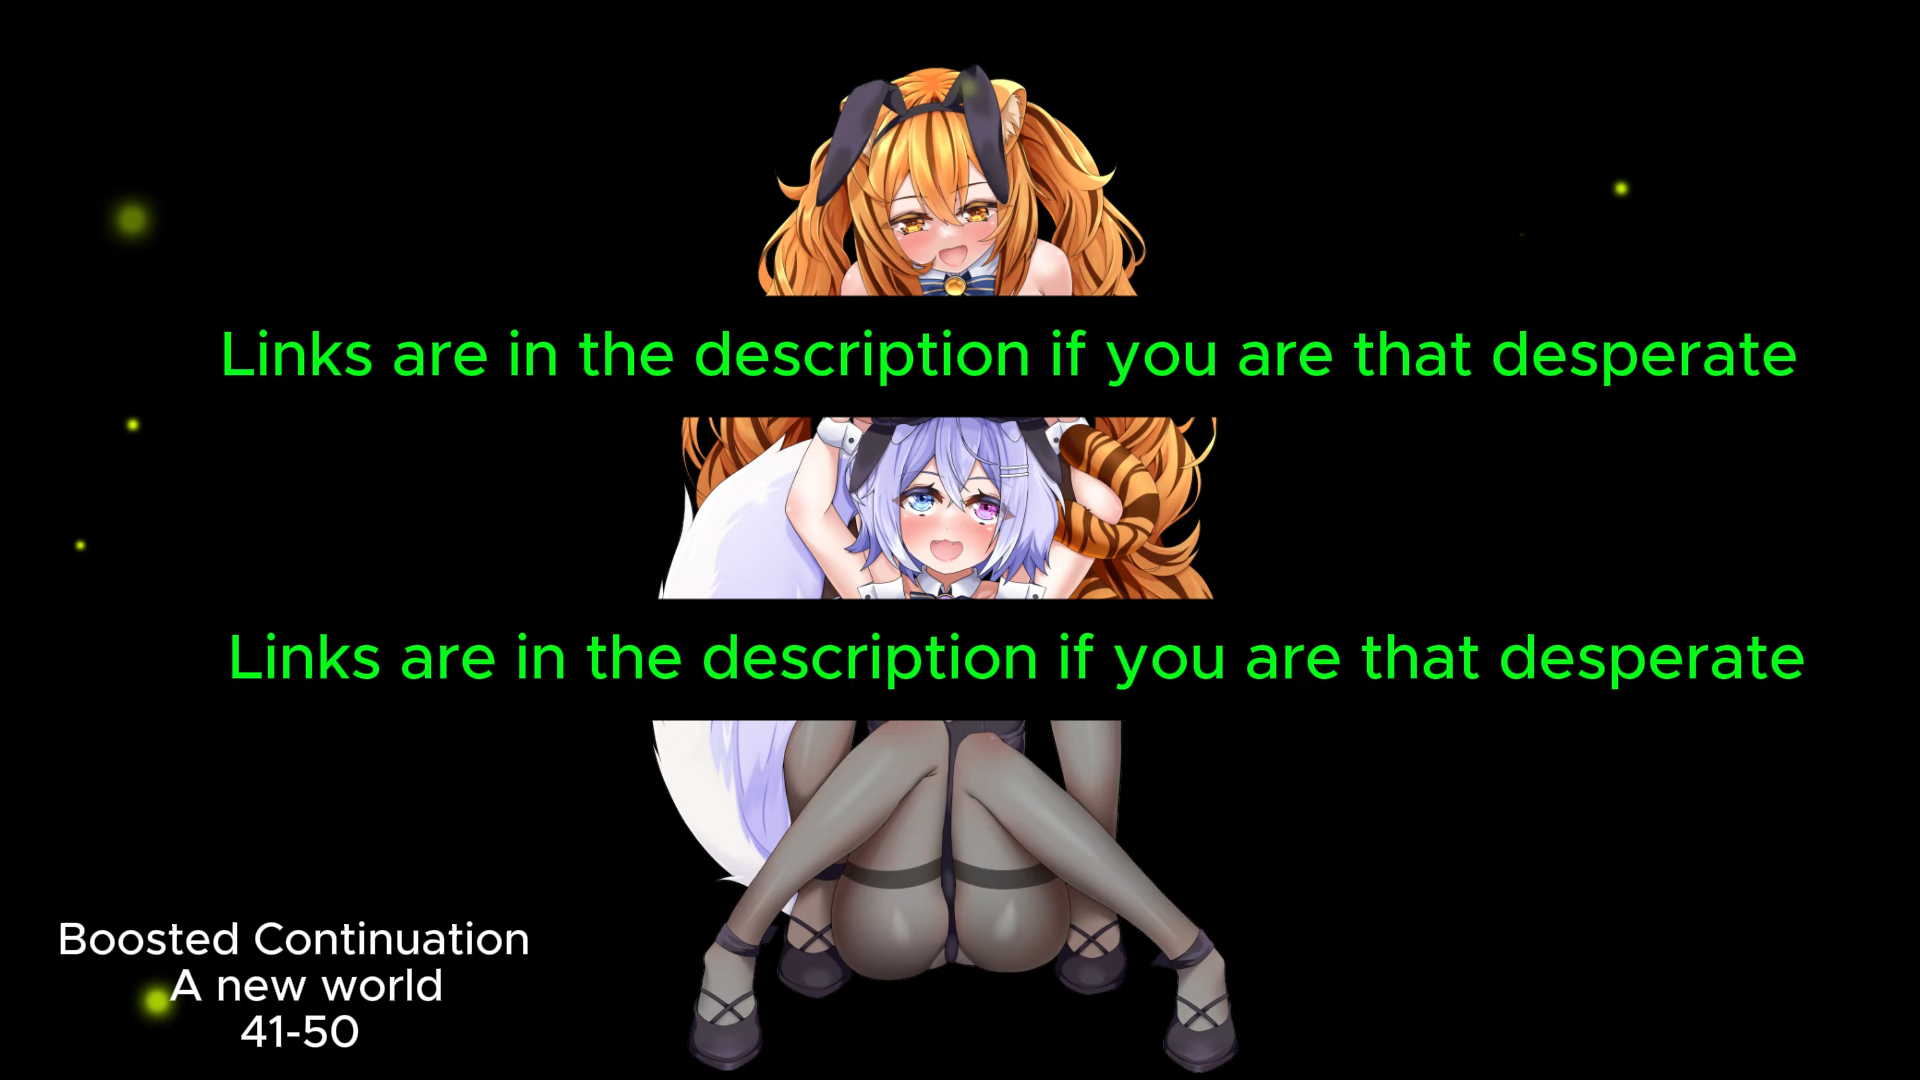 Links are in the description if you are that desperate
Links are in the description if you are that desperate
Boosted Continuation
A new world
41-50